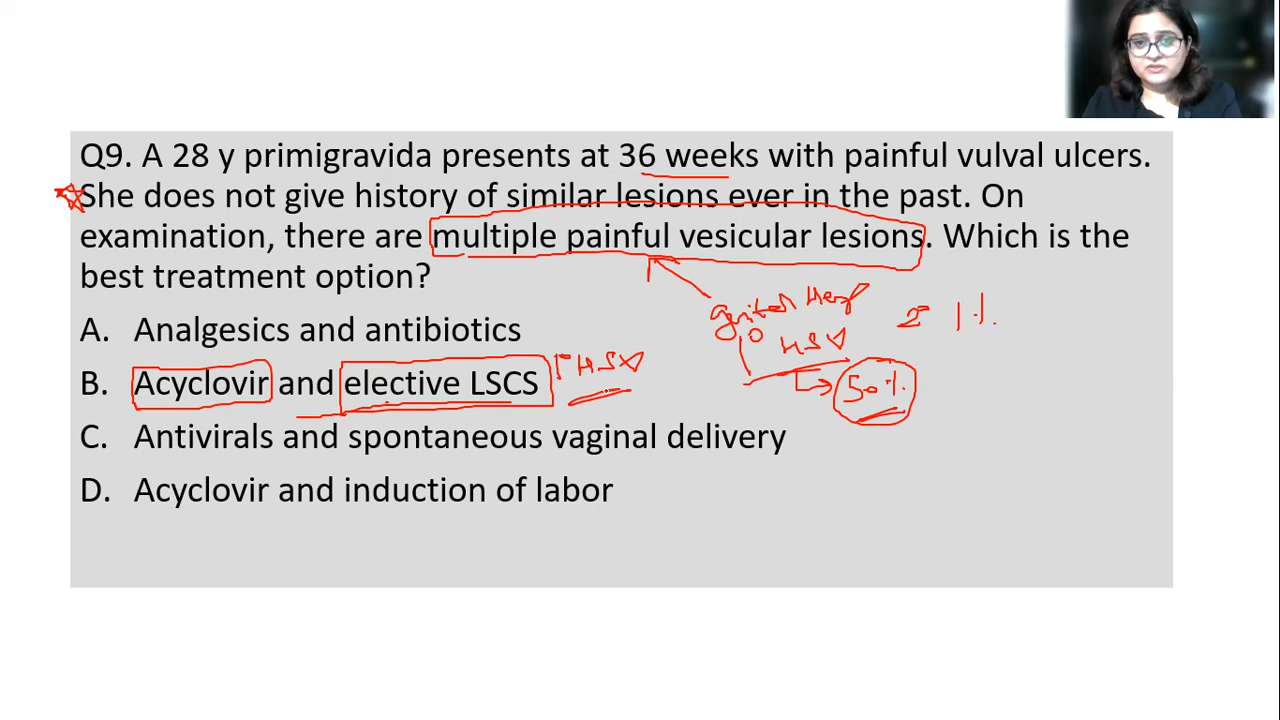 Q9. A 28 y primigravida presents at 36 weeks with painful vulval ulcers.
She does not give history of similar lesions ever in the past. On
examination, there are multiple painful vesicular lesions. Which is the
best treatment option?
A. Analgesics and antibiotics
B. Acyclovir and elective LSCS
C. Antivirals and spontaneous vaginal delivery
D. Acyclovir and induction of labor
1° HSV
1° HSV
50%
2° 1%